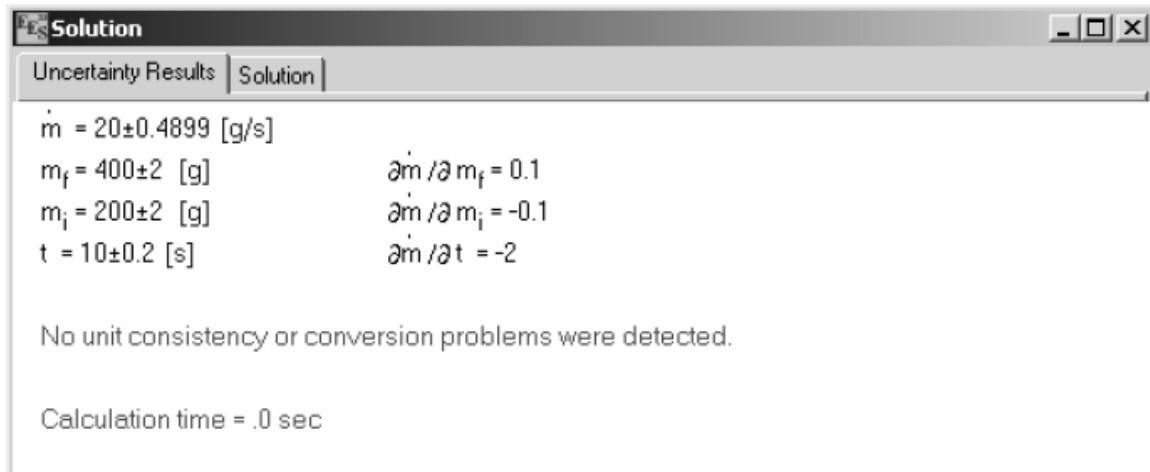 EES Solution
Uncertainty Results Solution
ṁ = 20±0.4899 [g/s]
m_f = 400±2 [g] ∂ṁ/∂m_f = 0.1
m_i = 200±2 [g] ∂ṁ/∂m_i = -0.1
t = 10±0.2 [s] ∂ṁ/∂t = -2
No unit consistency or conversion problems were detected.
Calculation time = .0 sec